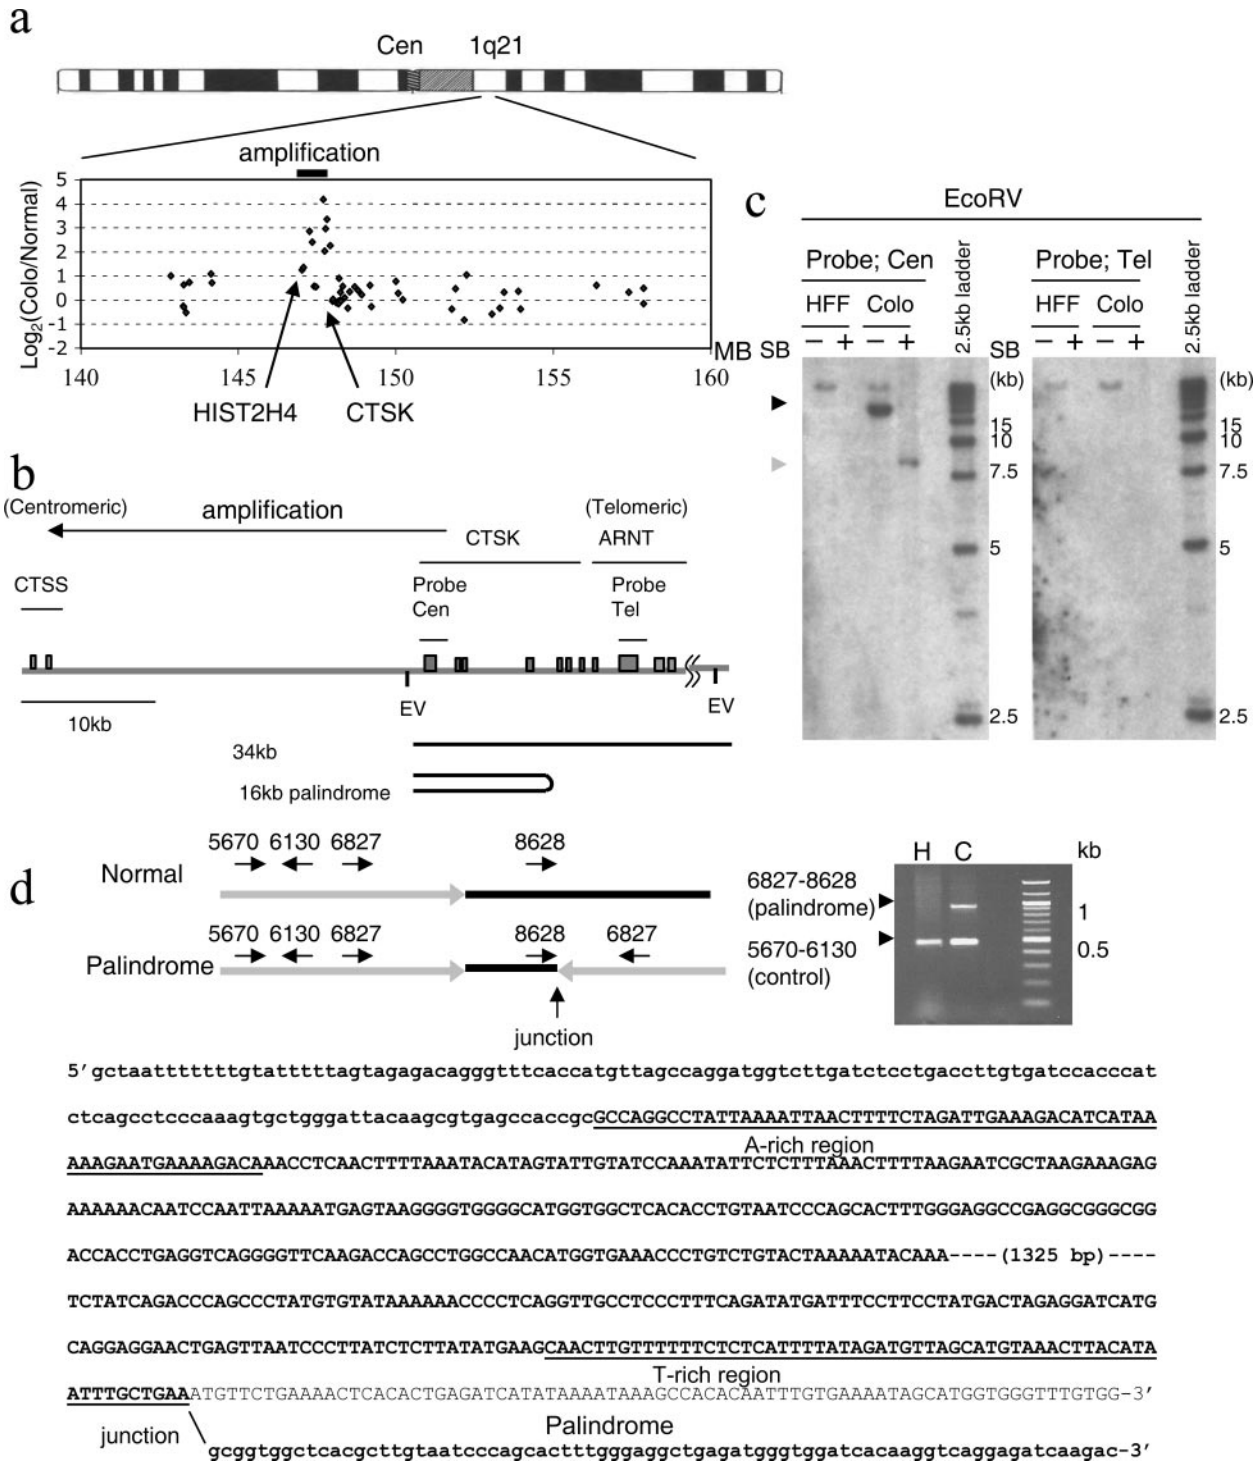 a
Cen 1q21
amplification
Log2(Colo/Normal)
5
4
3
2
1
0
-1
-2
140 145 150 155 160
MB
HIST2H4 CTSK
b
(Centromeric) amplification (Telomeric)
CTSK ARNT
CTSS Probe Cen Probe Tel
EV EV
10kb
34kb
16kb palindrome
c
EcoRV
Probe; Cen Probe; Tel
HFF Colo 2.5kb ladder HFF Colo 2.5kb ladder
SB − + − + SB − + − +
(kb) (kb)
15 15
10 10
7.5 7.5
5 5
2.5 2.5
d
5670 6130 6827 8628
Normal
5670 6130 6827 8628 6827
Palindrome
junction
H C kb
6827-8628
(palindrome)
1
5670-6130
(control)
0.5
5'gctaatttttttgtatttttagtagagacagggtttcaccatgttagccaggatggtcttgatctcctgaccttgtgatccacccat
ctcagcctcccaaagtgctgggattacaagcgtgagccaccgcGCCAGGCCTATTAAAATTAACTTTTCTAGATTGAAAGACATCATAA
A-rich region
AAAGAATGAAAAGACAAACCTCAACTTTTAAATACATAGTATTGTATCCAAATATTCTCTTTAAACTTTTAAGAATCGCTAAGAAAGAG
AAAAAACAATCCAATTAAAAATGAGTAAGGGGTGGGGCATGGTGGCTCACACCTGTAATCCCAGCACTTTGGGAGGCCGAGGCGGGCGG
ACCACCTGAGGTCAGGGGTTCAAGACCAGCCTGGCCAACATGGTGAAACCCTGTCTGTACTAAAAATACAAA----(1325 bp)----
TCTATCAGACCCAGCCCTATGTGTATAAAAAACCCCTCAGGTTGCCTCCCTTTCAGATATGATTTCCTTCCTATGACTAGAGGATCATG
CAGGAGGAACTGAGTTAATCCCTTATCTCTTATATGAAGCAACTTGTTTTTTCTCTCATTTTATAGATGTTAGCATGTAAACTTACATA
T-rich region
ATTTGCTGAAATGTTCTGAAAACTCACACTGAGATCATATAAAATAAAGCCACACAATTTGTGAAAATAGCATGGTGGGTTTGTGG-3'
junction Palindrome
gcggtggctcacgcttgtaatcccagcactttgggaggctgagatgggtggatcacaaggtcaggagatcaagac-3'